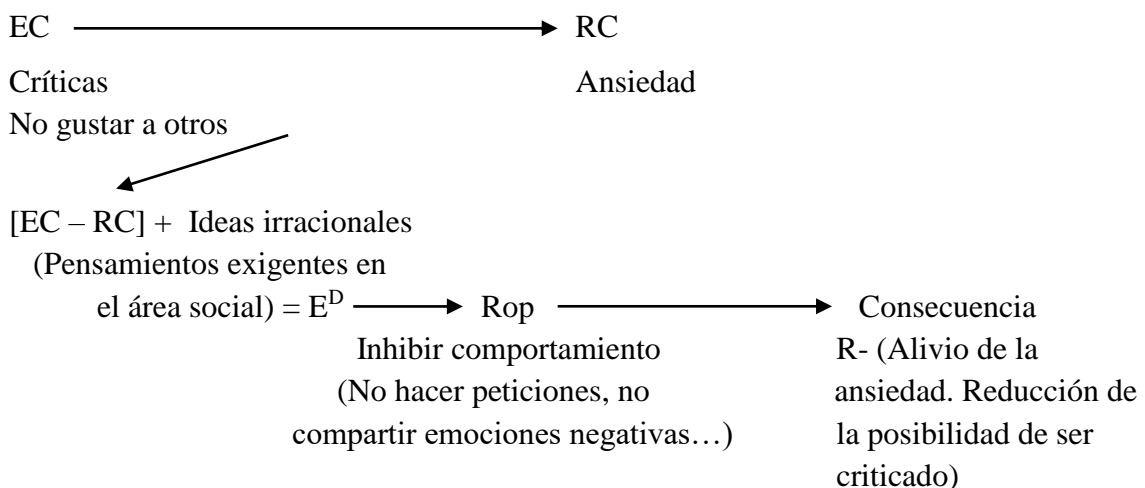 EC RC
Críticas Ansiedad
No gustar a otros
[EC – RC] + Ideas irracionales
(Pensamientos exigentes en
el área social) = E^D Rop Consecuencia
Inhibir comportamiento R- (Alivio de la
(No hacer peticiones, no ansiedad. Reducción de
compartir emociones negativas…) la posibilidad de ser
criticado)